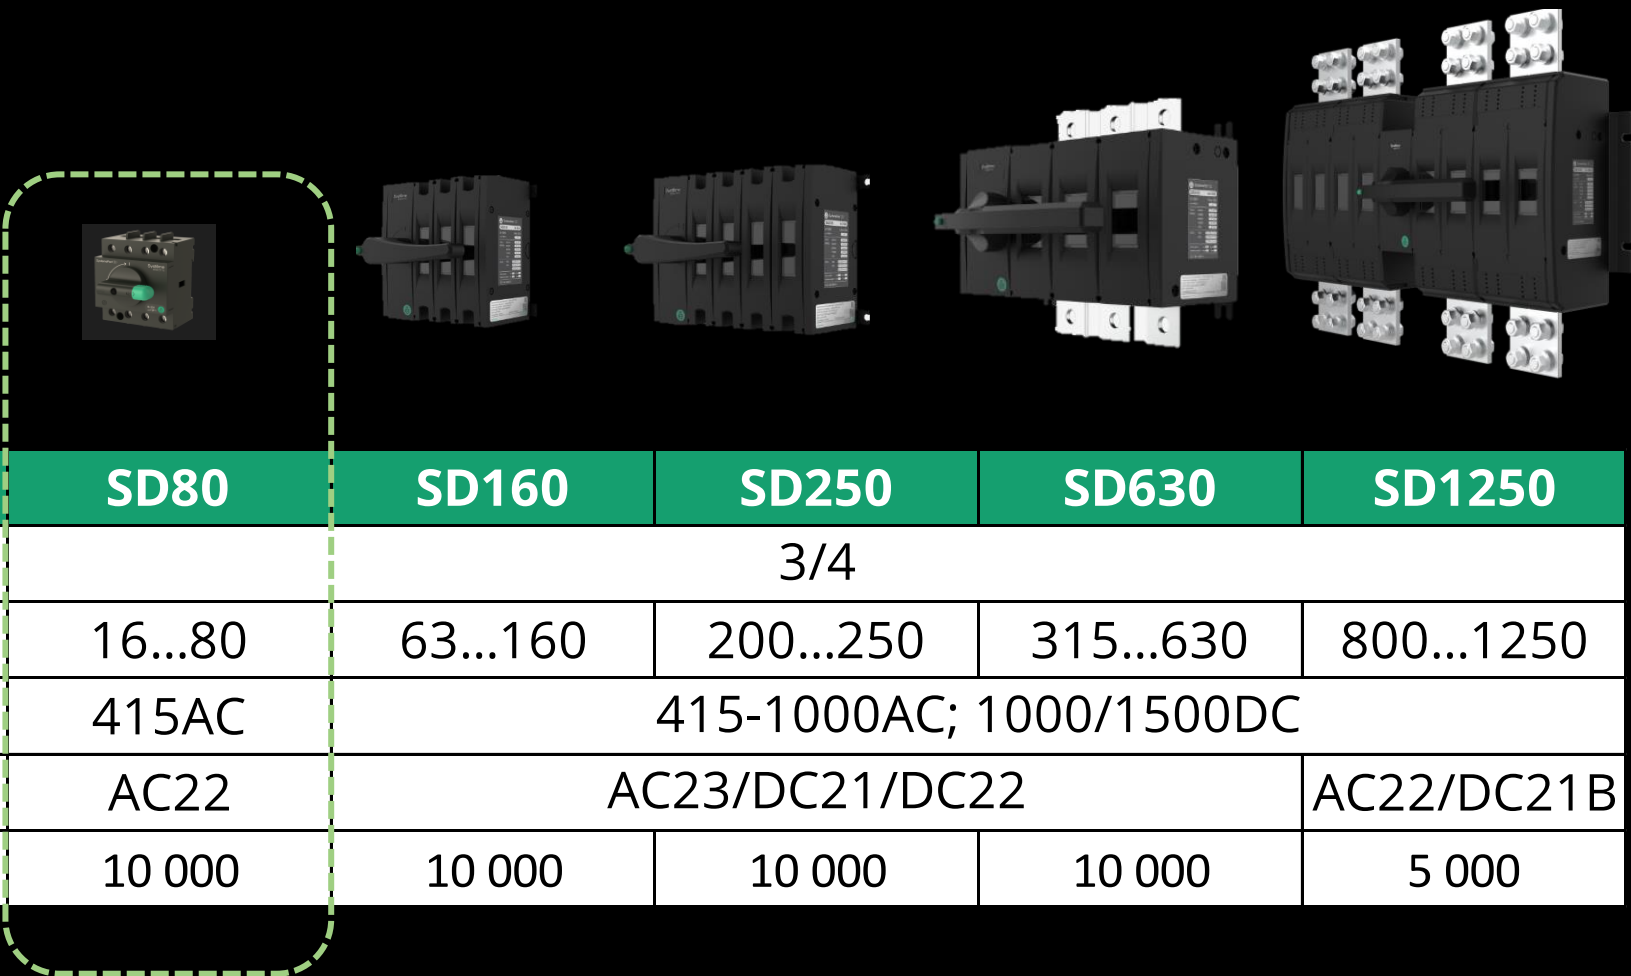 SD80 SD160 SD250 SD630 SD1250
3/4
16...80 63...160 200...250 315...630 800...1250
415AC 415-1000AC; 1000/1500DC
AC22 AC23/DC21/DC22 AC22/DC21B
10 000 10 000 10 000 10 000 5 000